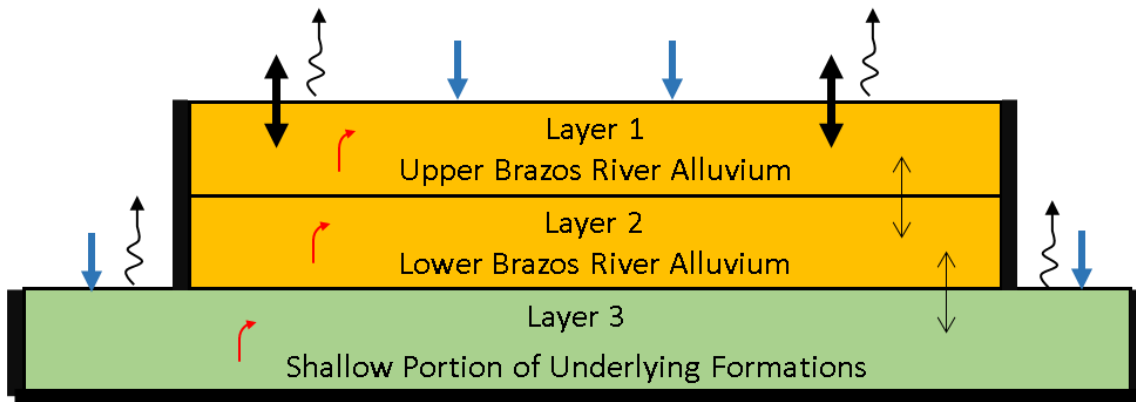 Layer 1
Upper Brazos River Alluvium
Layer 2
Lower Brazos River Alluvium
Layer 3
Shallow Portion of Underlying Formations